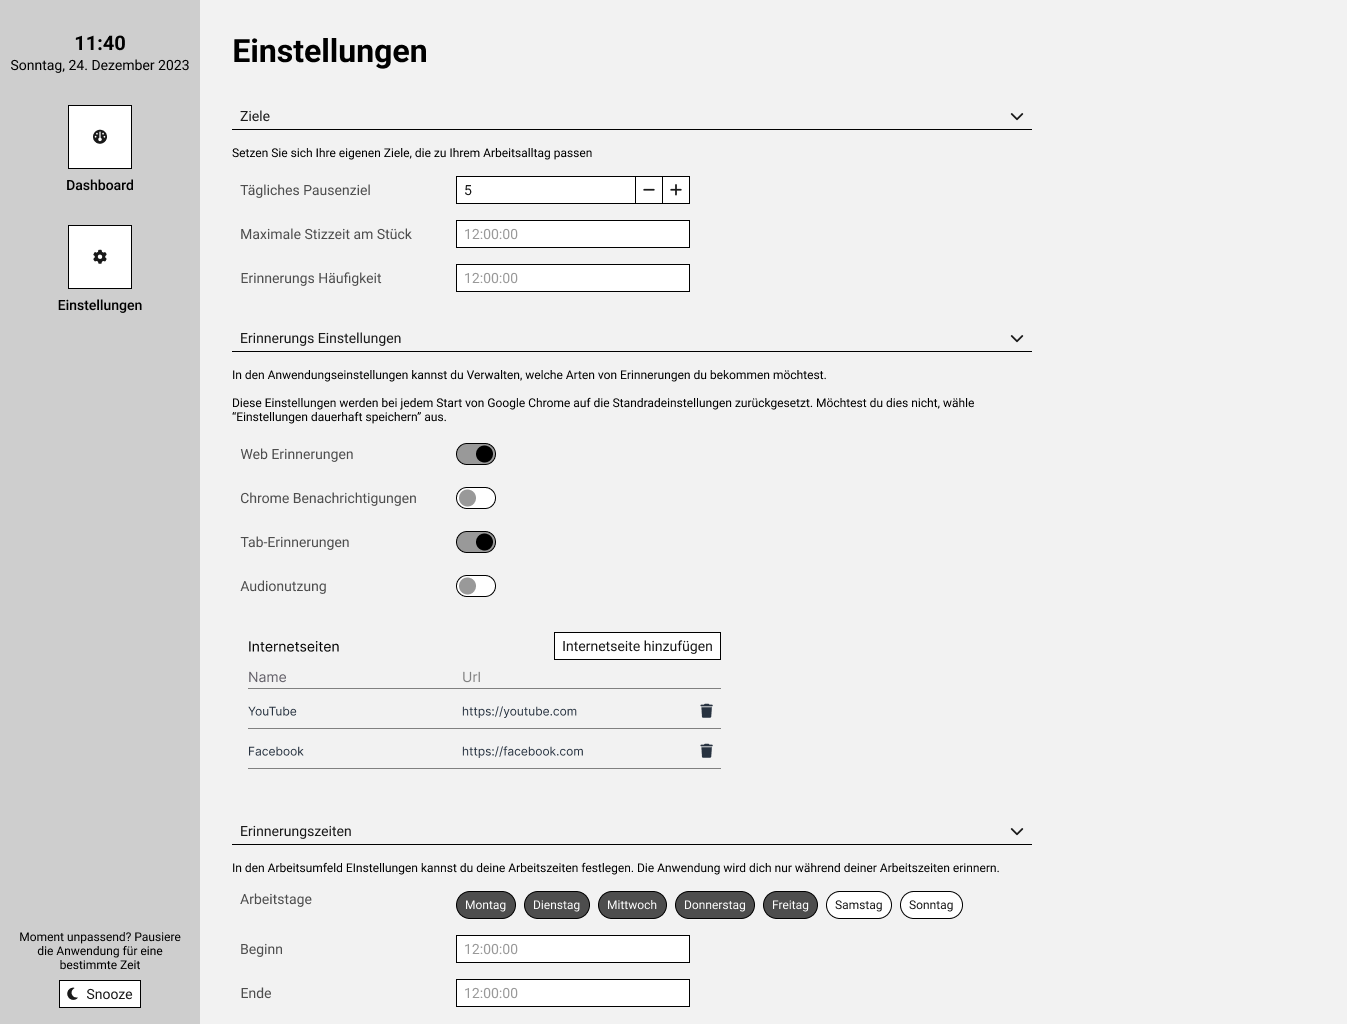 11:40
Sonntag, 24. Dezember 2023
Dashboard
Einstellungen
Moment unpassend? Pausiere
die Anwendung für eine
bestimmte Zeit
Snooze
Einstellungen
Ziele
Setzen Sie sich Ihre eigenen Ziele, die zu Ihrem Arbeitsalltag passen
Tägliches Pausenziel 5
Maximale Stizzeit am Stück 12:00:00
Erinnerungs Häufigkeit 12:00:00
Erinnerungs Einstellungen
In den Anwendungseinstellungen kannst du Verwalten, welche Arten von Erinnerungen du bekommen möchtest.
Diese Einstellungen werden bei jedem Start von Google Chrome auf die Standradeinstellungen zurückgesetzt. Möchtest du dies nicht, wähle
“Einstellungen dauerhaft speichern” aus.
Web Erinnerungen
Chrome Benachrichtigungen
Tab-Erinnerungen
Audionutzung
Internetseiten Internetseite hinzufügen
Name Url
YouTube https://youtube.com
Facebook https://facebook.com
Erinnerungszeiten
In den Arbeitsumfeld EInstellungen kannst du deine Arbeitszeiten festlegen. Die Anwendung wird dich nur während deiner Arbeitszeiten erinnern.
Arbeitstage Montag Dienstag Mittwoch Donnerstag Freitag Samstag Sonntag
Beginn 12:00:00
Ende 12:00:00